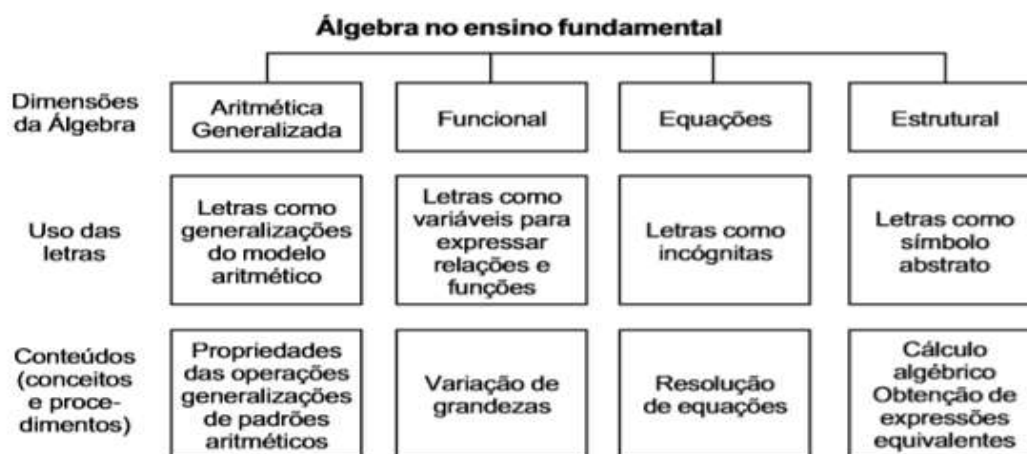 Álgebra no ensino fundamental
Dimensões
da Álgebra
Aritmética
Generalizada
Funcional
Equações
Estrutural
Uso das
letras
Letras como
generalizações
do modelo
aritmético
Letras como
variáveis para
expressar
relações e
funções
Letras como
incógnitas
Letras como
símbolo
abstrato
Conteúdos
(conceitos
e proce-
dimentos)
Propriedades
das operações
generalizações
de padrões
aritméticos
Variação de
grandezas
Resolução
de equações
Cálculo
algébrico
Obtenção de
expressões
equivalentes